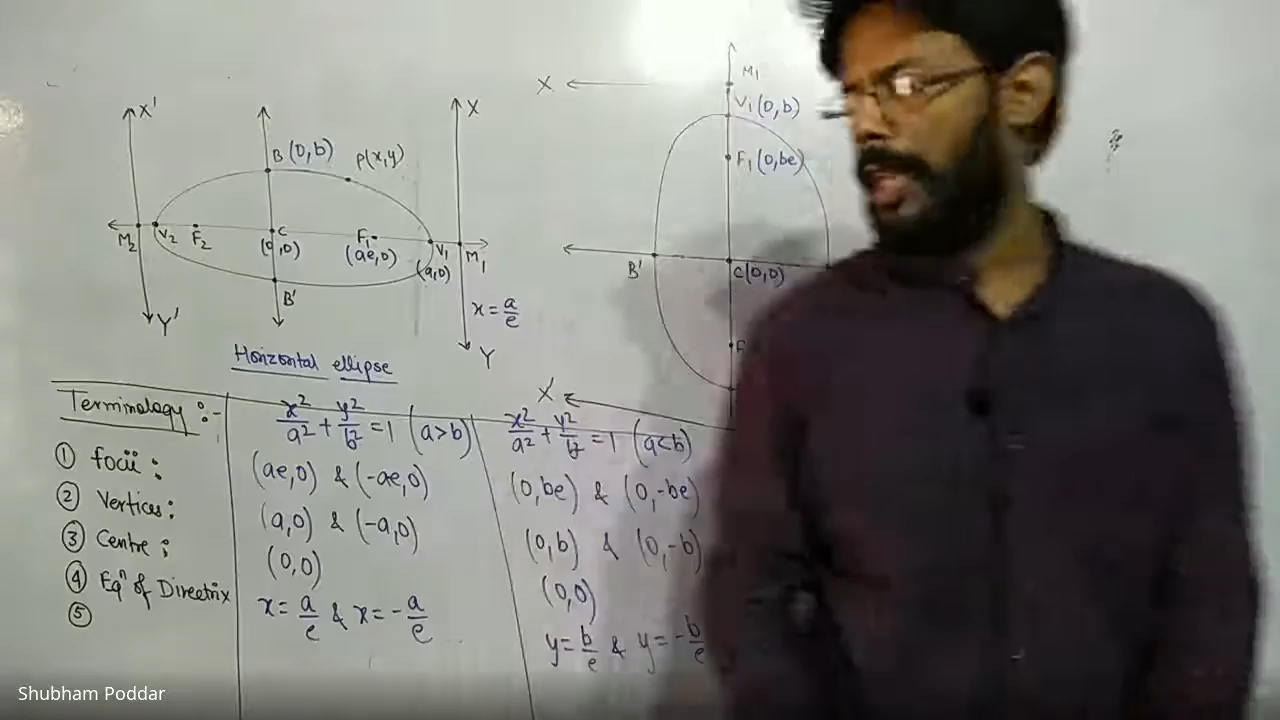 X'
X
B (0,b)
P(x,y)
M2
V2
F2
C
(0,0)
F1
(ae,0)
V1
(a,0)
M1
B'
x = a/e
Y'
Y
X
M1
V1(0,b)
F1(0,be)
B'
C(0,0)
F
X'
Horizontal ellipse
Terminology :-
x²/a² + y²/b² = 1 (a>b)
x²/a² + y²/b² = 1 (a<b)
① focii :
(ae,0) & (-ae,0)
(0,be) & (0,-be)
② Vertices :
(a,0) & (-a,0)
(0,b) & (0,-b)
③ Centre :
(0,0)
(0,0)
④ Eqⁿ of Directrix
x = a/e & x = -a/e
y = b/e & y = -b/e
⑤
Shubham Poddar